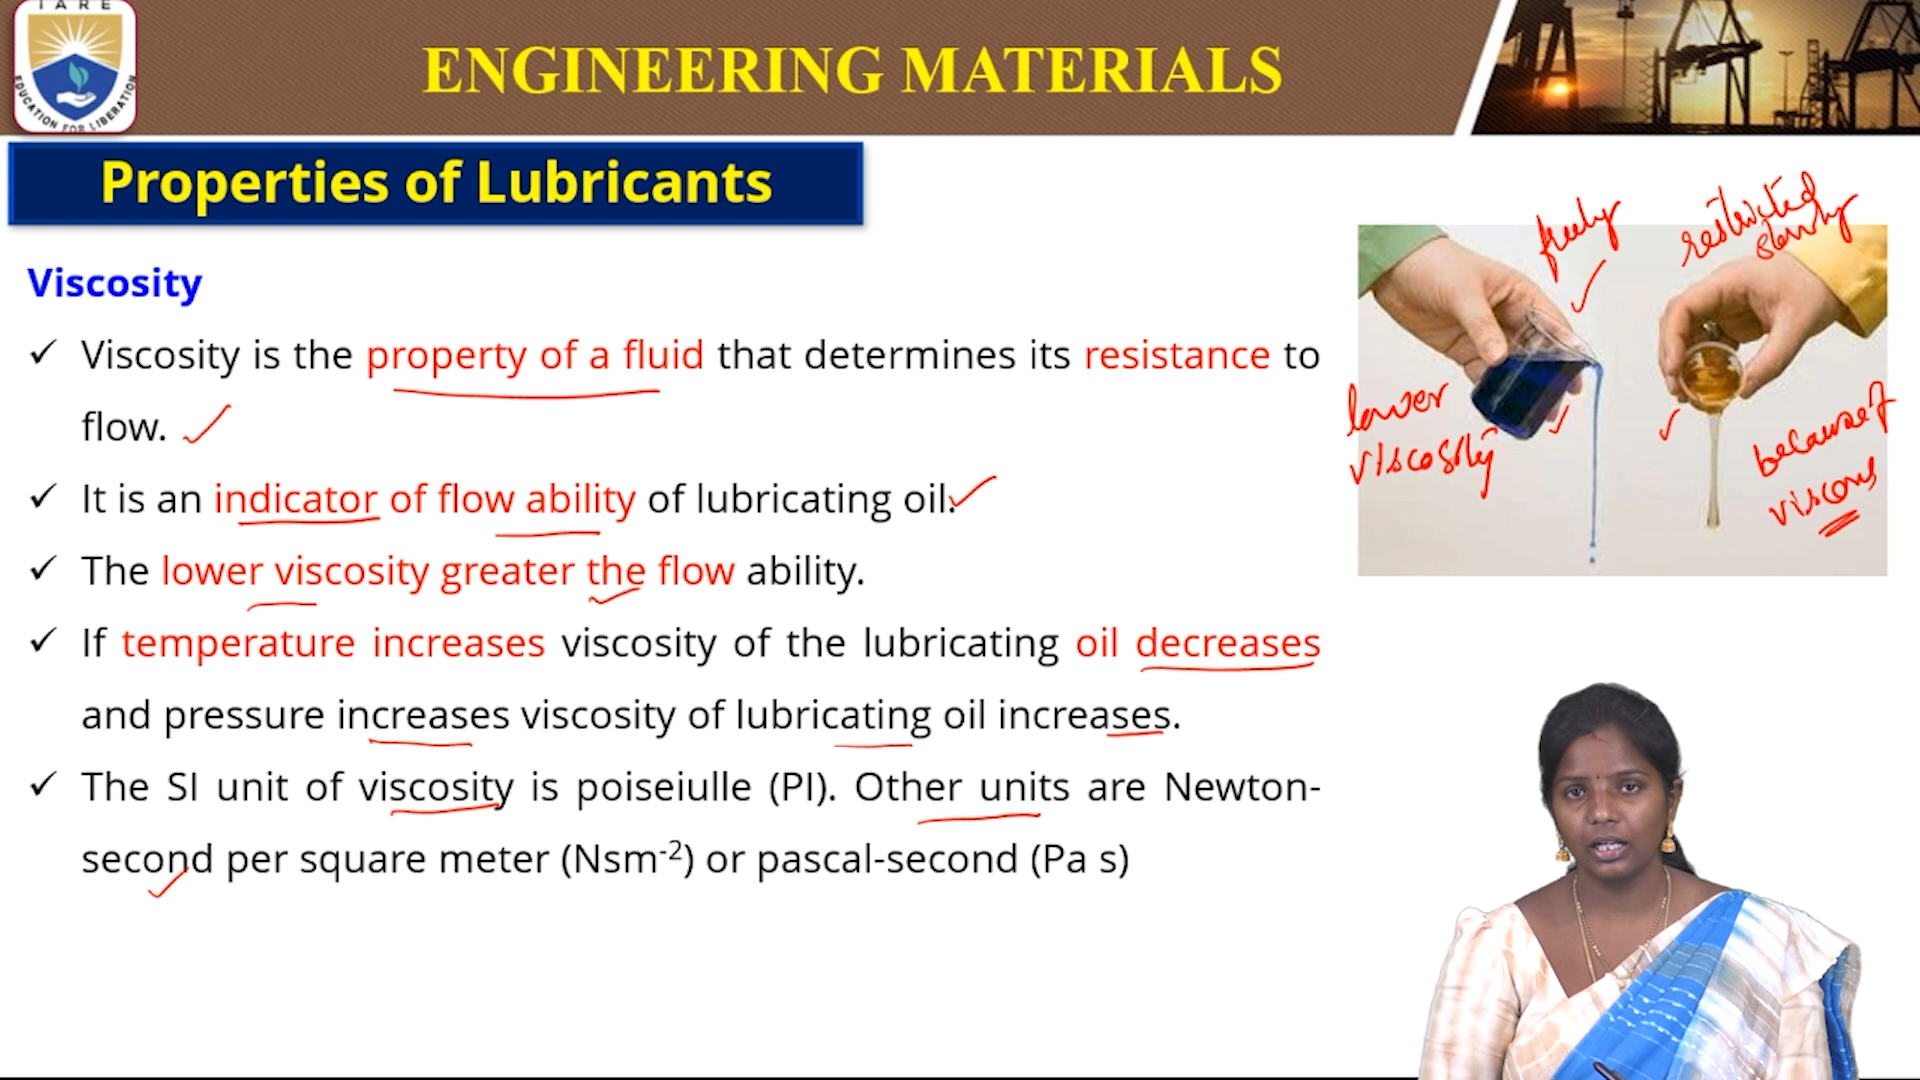 IARE
EDUCATION FOR LIBERATION
ENGINEERING MATERIALS
Properties of Lubricants
Viscosity
✓ Viscosity is the property of a fluid that determines its resistance to
flow.
✓ It is an indicator of flow ability of lubricating oil.
✓ The lower viscosity greater the flow ability.
✓ If temperature increases viscosity of the lubricating oil decreases
and pressure increases viscosity of lubricating oil increases.
✓ The SI unit of viscosity is poiseiulle (PI). Other units are Newton-
second per square meter (Nsm⁻²) or pascal-second (Pa s)
freely
restricted
lower
viscosity
because of
viscous